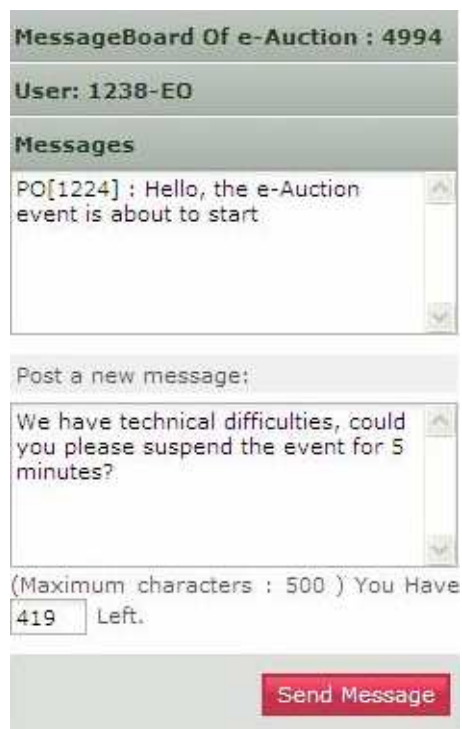 MessageBoard Of e-Auction : 4994
User: 1238-EO
Messages
PO[1224] : Hello, the e-Auction
event is about to start
Post a new message:
We have technical difficulties, could
you please suspend the event for 5
minutes?
(Maximum characters : 500 ) You Have
419 Left.
Send Message